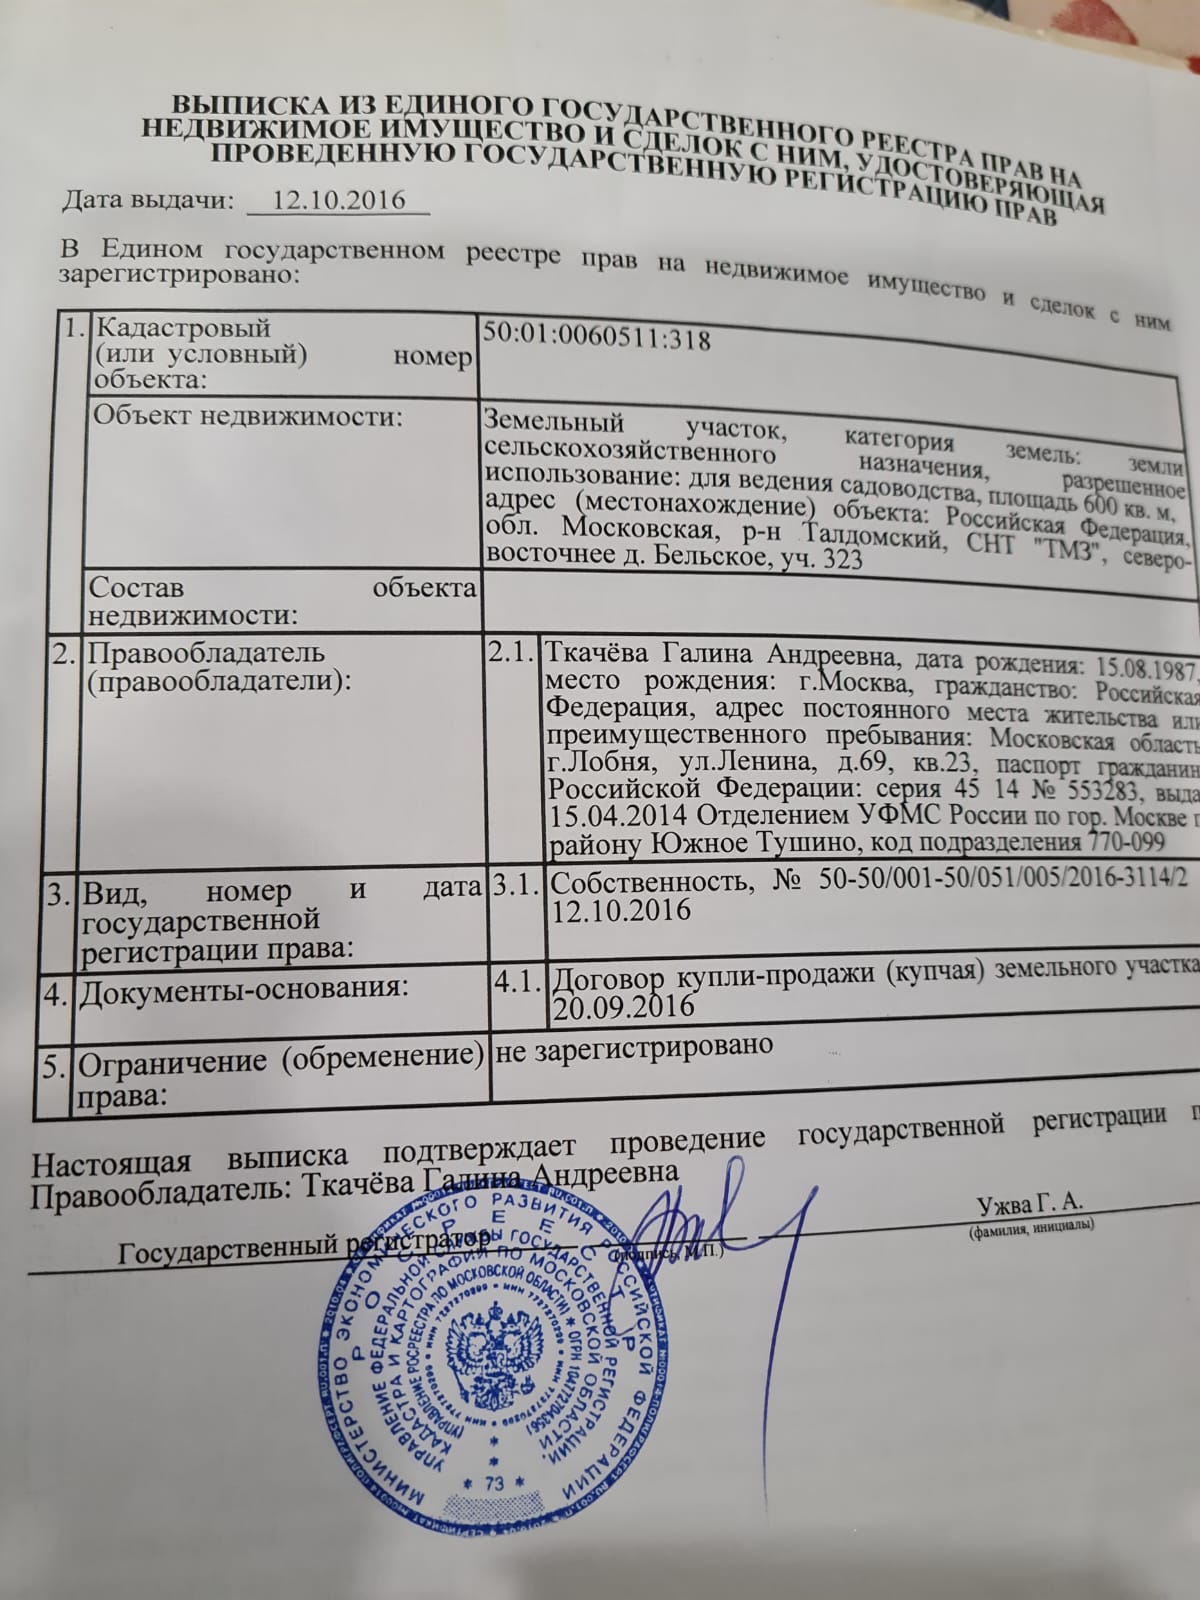 ВЫПИСКА ИЗ ЕДИНОГО ГОСУДАРСТВЕННОГО РЕЕСТРА ПРАВ НА
НЕДВИЖИМОЕ ИМУЩЕСТВО И СДЕЛОК С НИМ, УДОСТОВЕРЯЮЩАЯ
ПРОВЕДЕННУЮ ГОСУДАРСТВЕННУЮ РЕГИСТРАЦИЮ ПРАВ
Дата выдачи: 12.10.2016
В Едином государственном реестре прав на недвижимое имущество и сделок с ним
зарегистрировано:
1. Кадастровый
(или условный) номер
объекта:
50:01:0060511:318
Объект недвижимости:
Земельный участок, категория земель: земли
сельскохозяйственного назначения, разрешенное
использование: для ведения садоводства, площадь 600 кв. м,
адрес (местонахождение) объекта: Российская Федерация,
обл. Московская, р-н Талдомский, СНТ "ТМЗ", северо-
восточнее д. Бельское, уч. 323
Состав объекта
недвижимости:
2. Правообладатель
(правообладатели):
2.1. Ткачёва Галина Андреевна, дата рождения: 15.08.1987,
место рождения: г.Москва, гражданство: Российская
Федерация, адрес постоянного места жительства или
преимущественного пребывания: Московская область
г.Лобня, ул.Ленина, д.69, кв.23, паспорт гражданин
Российской Федерации: серия 45 14 № 553283, выда
15.04.2014 Отделением УФМС России по гор. Москве п
району Южное Тушино, код подразделения 770-099
3. Вид, номер и дата
государственной
регистрации права:
3.1. Собственность, № 50-50/001-50/051/005/2016-3114/2
12.10.2016
4. Документы-основания:
4.1. Договор купли-продажи (купчая) земельного участка
20.09.2016
5. Ограничение (обременение)
права:
не зарегистрировано
Настоящая выписка подтверждает проведение государственной регистрации п
Правообладатель: Ткачёва Галина Андреевна
Государственный регистратор
(подпись, М.П.)
Ужва Г. А.
(фамилия, инициалы)
МИНИСТЕРСТВО ЭКОНОМИЧЕСКОГО РАЗВИТИЯ РОССИЙСКОЙ ФЕДЕРАЦИИ
РОСРЕЕСТР
УПРАВЛЕНИЕ ФЕДЕРАЛЬНОЙ СЛУЖБЫ ГОСУДАРСТВЕННОЙ РЕГИСТРАЦИИ,
КАДАСТРА И КАРТОГРАФИИ ПО МОСКОВСКОЙ ОБЛАСТИ
(УПРАВЛЕНИЕ РОСРЕЕСТРА ПО МОСКОВСКОЙ ОБЛАСТИ)
* 73 *